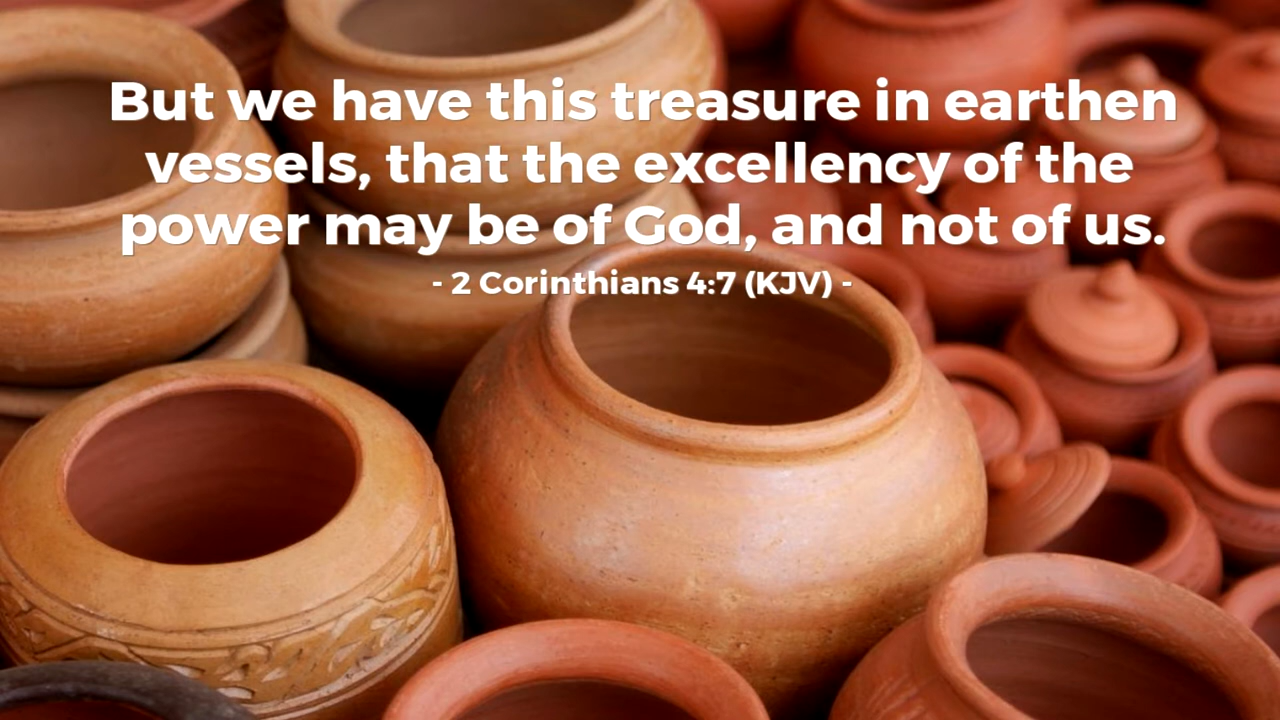 But we have this treasure in earthen
vessels, that the excellency of the
power may be of God, and not of us.
- 2 Corinthians 4:7 (KJV) -